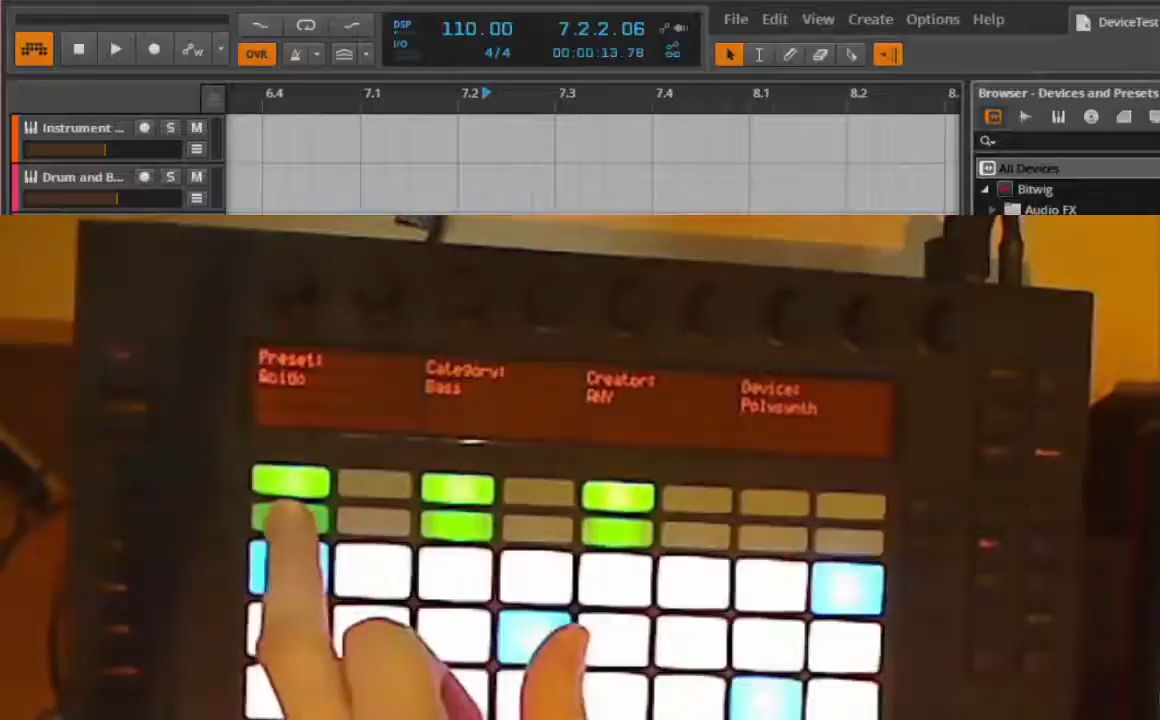 DSP
I/O
110.00
4/4
7.2.2.06
00:00:13.78
File Edit View Create Options Help
DeviceTest
OVR
W
6.4 7.1 7.2 7.3 7.4 8.1 8.2 8.
Browser - Devices and Presets
Instrument ... S M
All Devices
Drum and B... S M
Bitwig
Audio FX
Preset: Category: Creator: Device:
Bass Polysynth